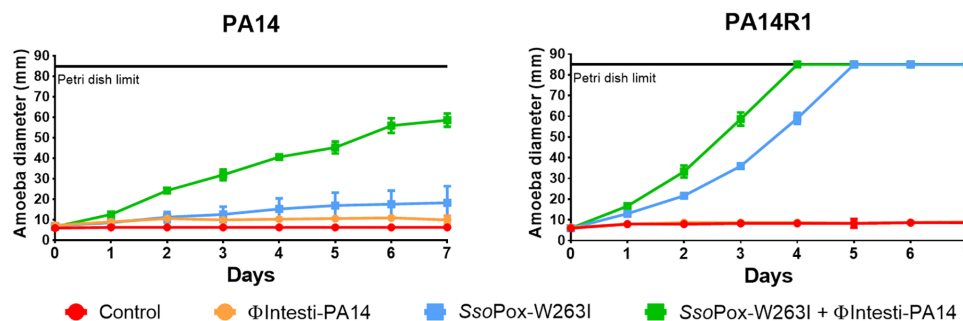 PA14
PA14R1
Amoeba diameter (mm)
90
80
70
60
50
40
30
20
10
0
Petri dish limit
0 1 2 3 4 5 6 7
Days
Amoeba diameter (mm)
90
80
70
60
50
40
30
20
10
0
Petri dish limit
0 1 2 3 4 5 6
Days
Control ΦIntesti-PA14 SsoPox-W263I SsoPox-W263I + ΦIntesti-PA14